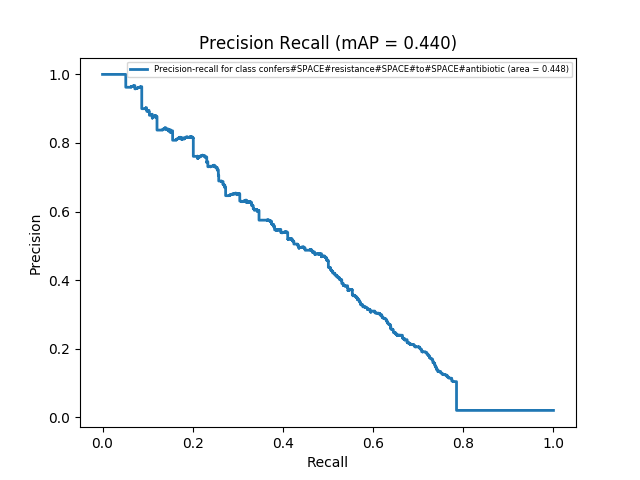 Precision Recall (mAP = 0.440)
Precision-recall for class confers#SPACE#resistance#SPACE#to#SPACE#antibiotic (area = 0.448)
1.0
0.8
0.6
0.4
0.2
0.0
Precision
0.0 0.2 0.4 0.6 0.8 1.0
Recall